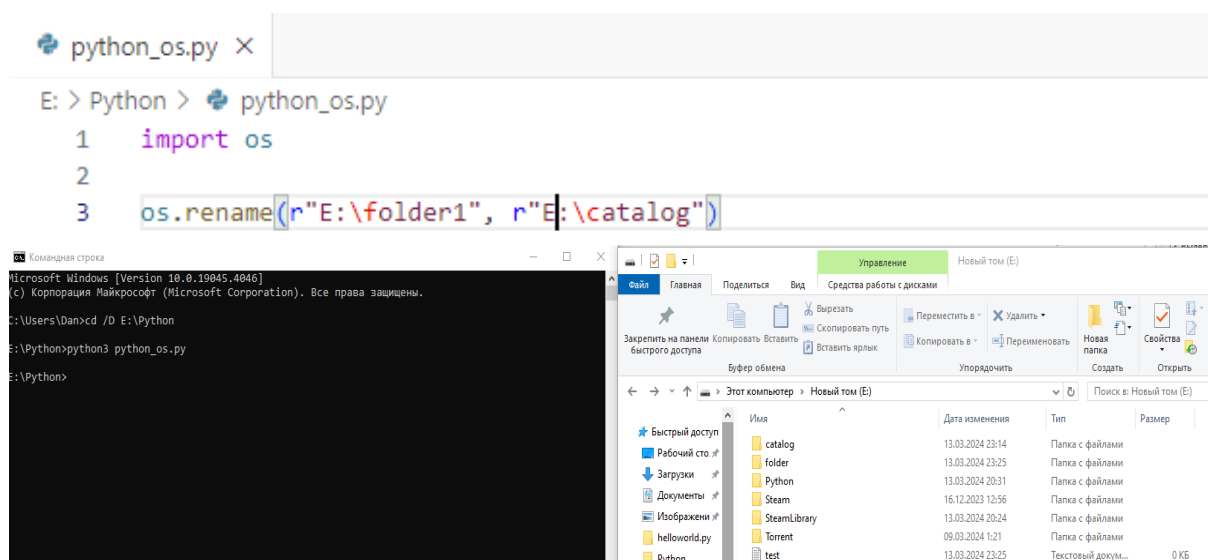 python_os.py ×
E: > Python > python_os.py
1 import os
2
3 os.rename(r"E:\folder1", r"E:\catalog")
Командная строка
Microsoft Windows [Version 10.0.19045.4046]
(c) Корпорация Майкрософт (Microsoft Corporation). Все права защищены.
C:\Users\Dan>cd /D E:\Python
E:\Python>python3 python_os.py
E:\Python>
Управление Новый том (E:)
Файл Главная Поделиться Вид Средства работы с дисками
Закрепить на панели быстрого доступа
Копировать Вставить
Вырезать
Скопировать путь
Вставить ярлык
Переместить в
Копировать в
Удалить
Переименовать
Новая папка
Свойства
Буфер обмена Упорядочить Создать Открыть
Этот компьютер > Новый том (E:) Поиск в: Новый том (E:)
Быстрый доступ
Рабочий сто
Загрузки
Документы
Изображени
helloworld.py
Python
Имя Дата изменения Тип Размер
catalog 13.03.2024 23:14 Папка с файлами
folder 13.03.2024 23:25 Папка с файлами
Python 13.03.2024 20:31 Папка с файлами
Steam 16.12.2023 12:56 Папка с файлами
SteamLibrary 13.03.2024 20:24 Папка с файлами
Torrent 09.03.2024 1:21 Папка с файлами
test 13.03.2024 23:25 Текстовый докум... 0 КБ